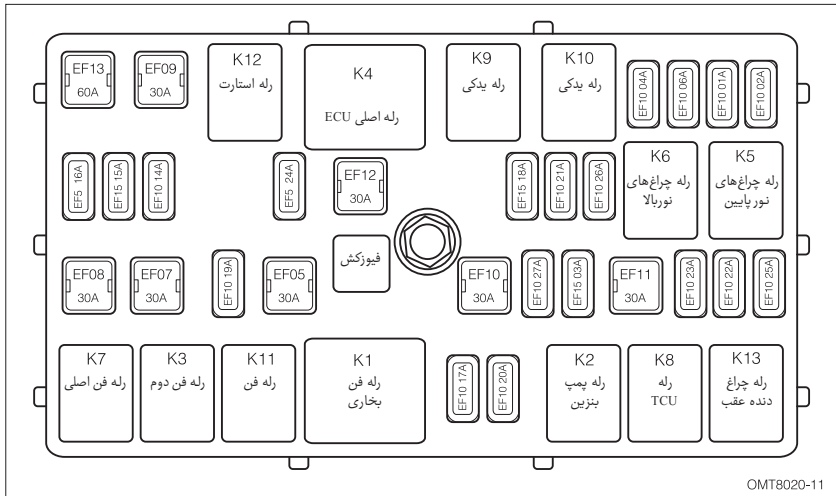 EF13
60A
EF09
30A
K12
رله استارت
K4
رله اصلی ECU
K9
رله یدکی
K10
رله یدکی
EF10 04A
EF10 06A
EF10 01A
EF10 02A
EF5 16A
EF15 15A
EF10 14A
EF5 24A
EF12
30A
EF15 18A
EF10 21A
EF10 26A
K6
رله چراغ‌های
نوربالا
K5
رله چراغ‌های
نورپایین
EF08
30A
EF07
30A
EF10 19A
EF05
30A
فیوزکش
EF10
30A
EF10 27A
EF15 03A
EF11
30A
EF10 23A
EF10 22A
EF10 25A
K7
رله فن اصلی
K3
رله فن دوم
K11
رله فن
K1
رله فن
بخاری
EF10 17A
EF10 20A
K2
رله پمپ
بنزین
K8
رله
TCU
K13
رله چراغ
دنده عقب
OMT8020-11